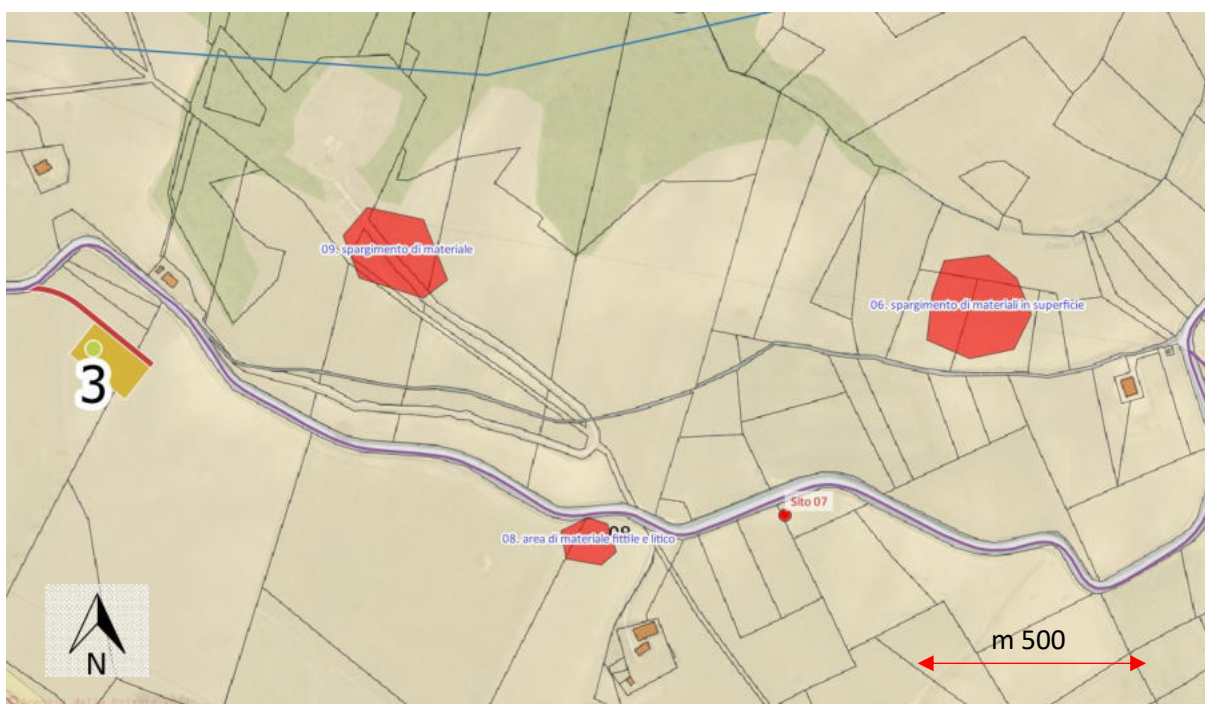 09. spargimento di materiale
06. spargimento di materiali in superficie
3
Sito 07
08
08. area di materiale fittile e litico
m 500
N